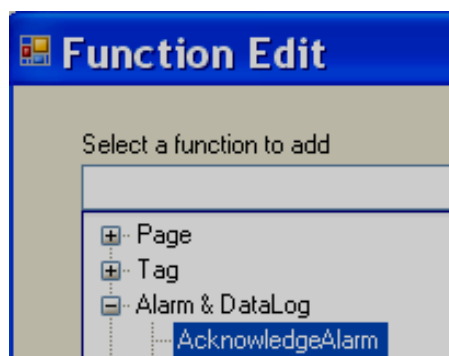 Function Edit
Select a function to add
Page
Tag
Alarm & DataLog
AcknowledgeAlarm